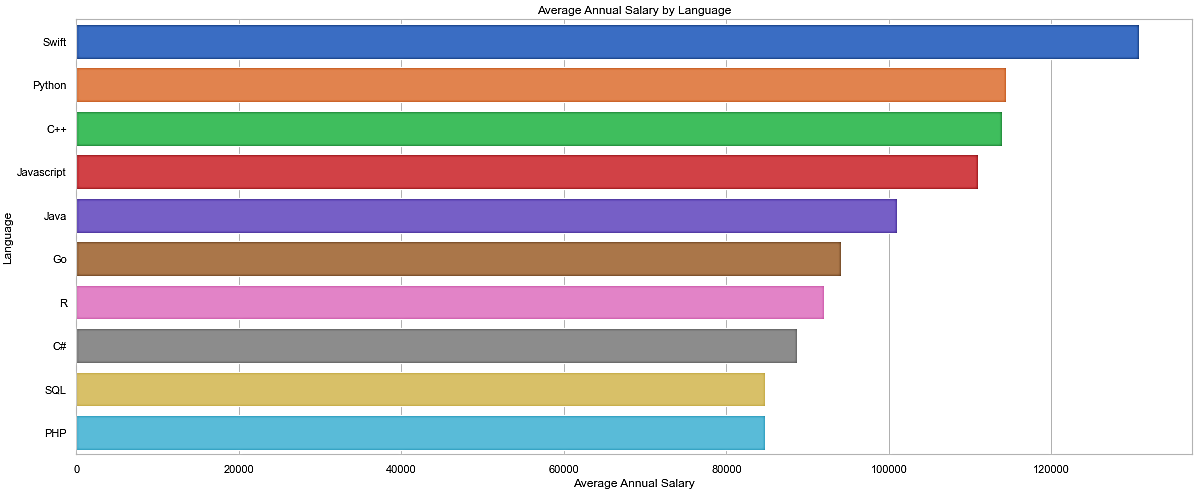 Average Annual Salary by Language
Language
Swift
Python
C++
Javascript
Java
Go
R
C#
SQL
PHP
0 20000 40000 60000 80000 100000 120000
Average Annual Salary